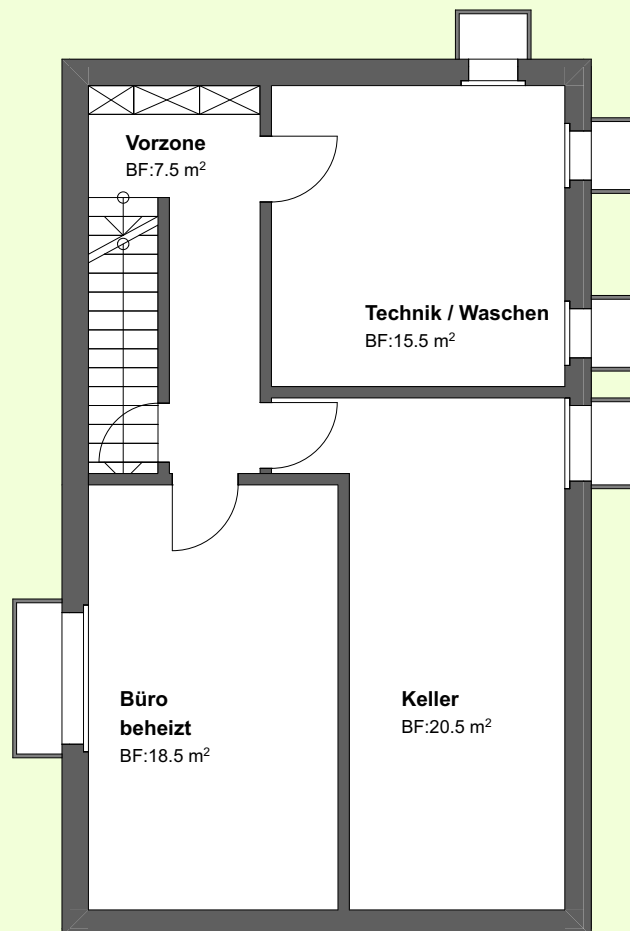 Vorzone
BF:7.5 m²
Technik / Waschen
BF:15.5 m²
Büro
beheizt
BF:18.5 m²
Keller
BF:20.5 m²